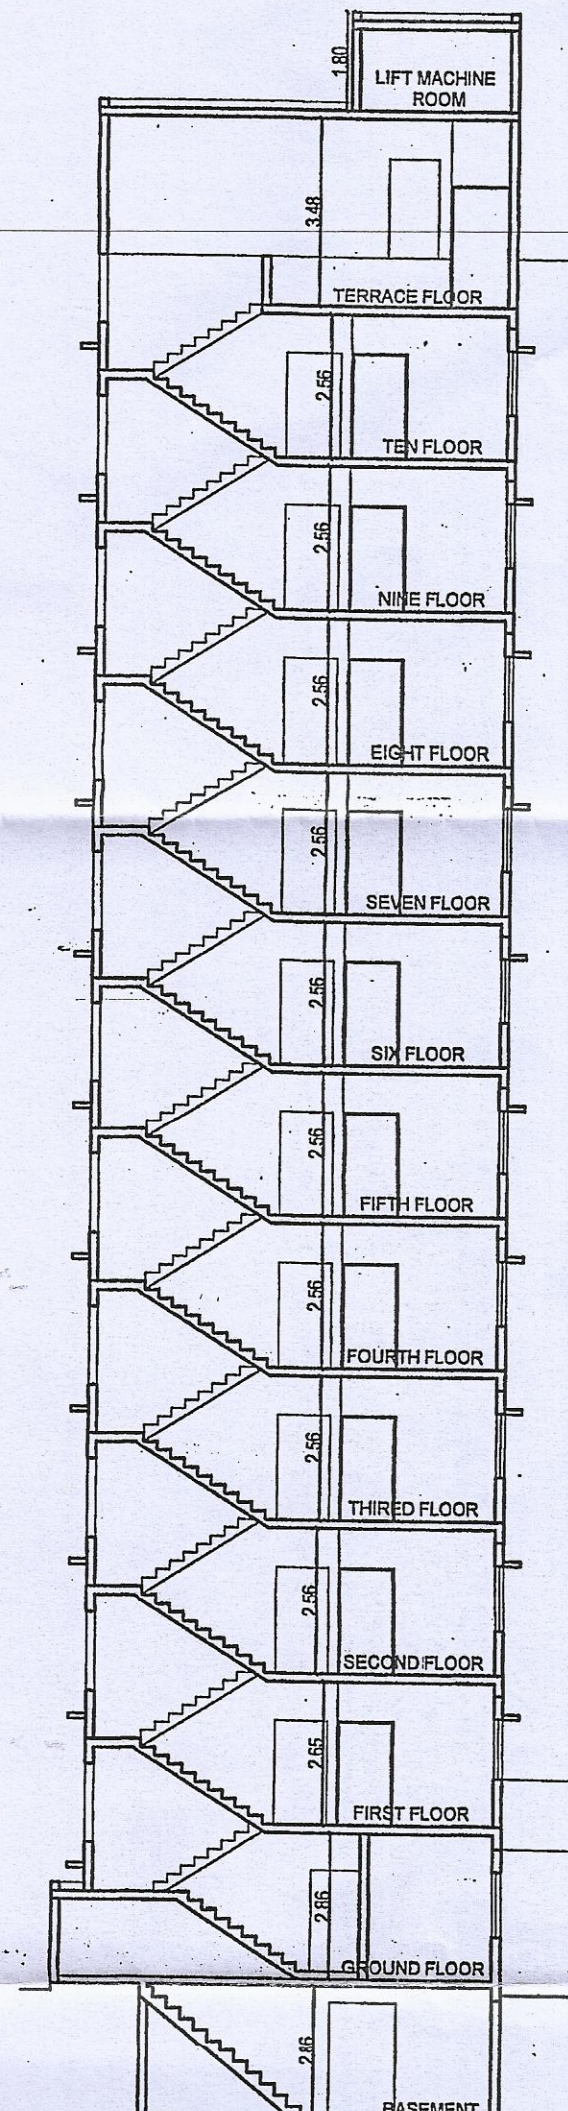 1.80
LIFT MACHINE
ROOM
3.48
TERRACE FLOOR
2.56
TEN FLOOR
2.56
NINE FLOOR
2.56
EIGHT FLOOR
2.56
SEVEN FLOOR
2.56
SIX FLOOR
2.56
FIFTH FLOOR
2.56
FOURTH FLOOR
2.56
THIRED FLOOR
2.56
SECOND FLOOR
2.65
FIRST FLOOR
2.86
GROUND FLOOR
2.86
BASEMENT